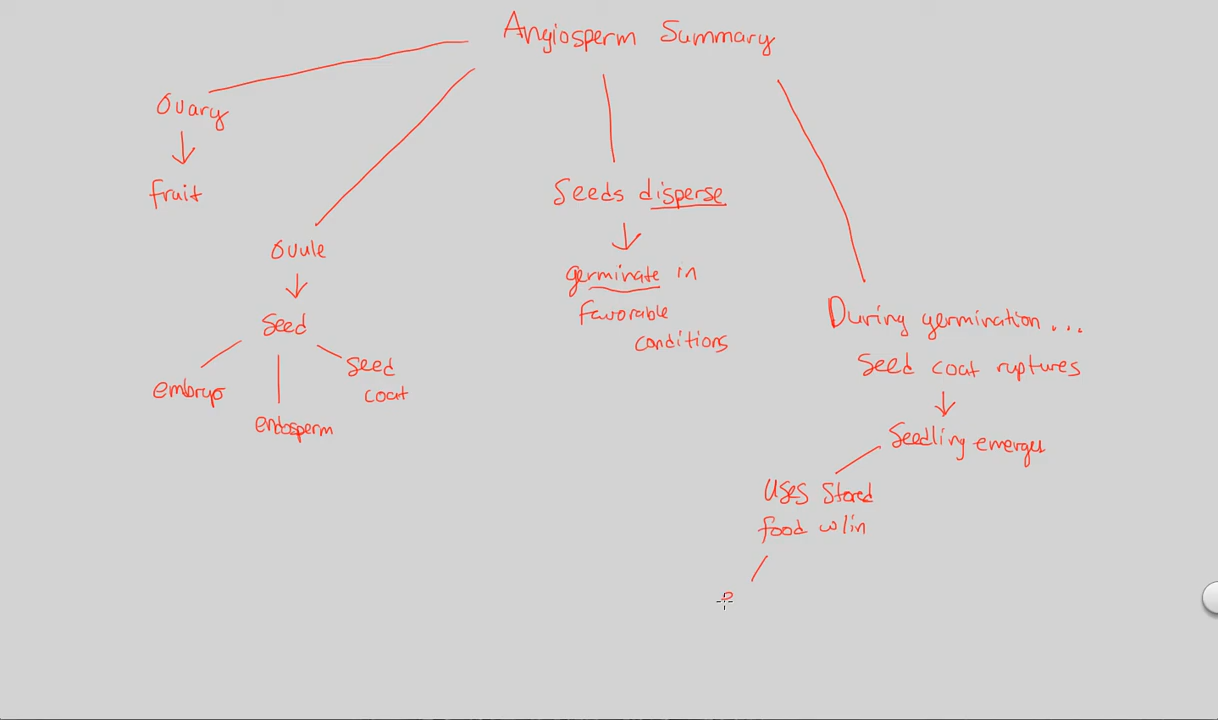 Angiosperm Summary
Ovary
fruit
Ovule
Seed
embryo
endosperm
Seed
coat
Seeds disperse
germinate in
favorable
conditions
During germination...
Seed coat ruptures
Seedling emerges
Uses Stored
food w/in